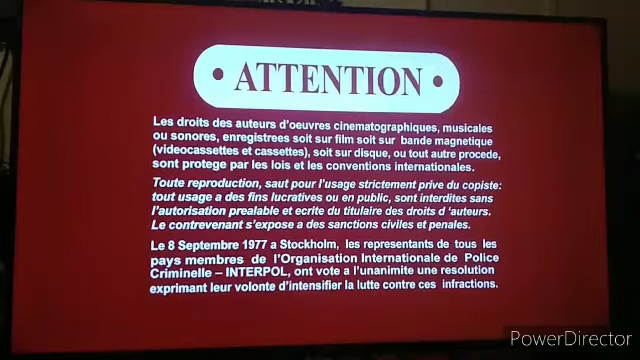 • ATTENTION •
Les droits des auteurs d'oeuvres cinematographiques, musicales
ou sonores, enregistrees soit sur film soit sur bande magnetique
(videocassettes et cassettes), soit sur disque, ou tout autre procede,
sont protege par les lois et les conventions internationales.
Toute reproduction, saut pour l'usage strictement prive du copiste:
tout usage a des fins lucratives ou en public, sont interdites sans
l'autorisation prealable et ecrite du titulaire des droits d 'auteurs.
Le contrevenant s'expose a des sanctions civiles et penales.
Le 8 Septembre 1977 a Stockholm, les representants de tous les
pays membres de l'Organisation Internationale de Police
Criminelle – INTERPOL, ont vote a l'unanimite une resolution
exprimant leur volonte d'intensifier la lutte contre ces infractions.
PowerDirector